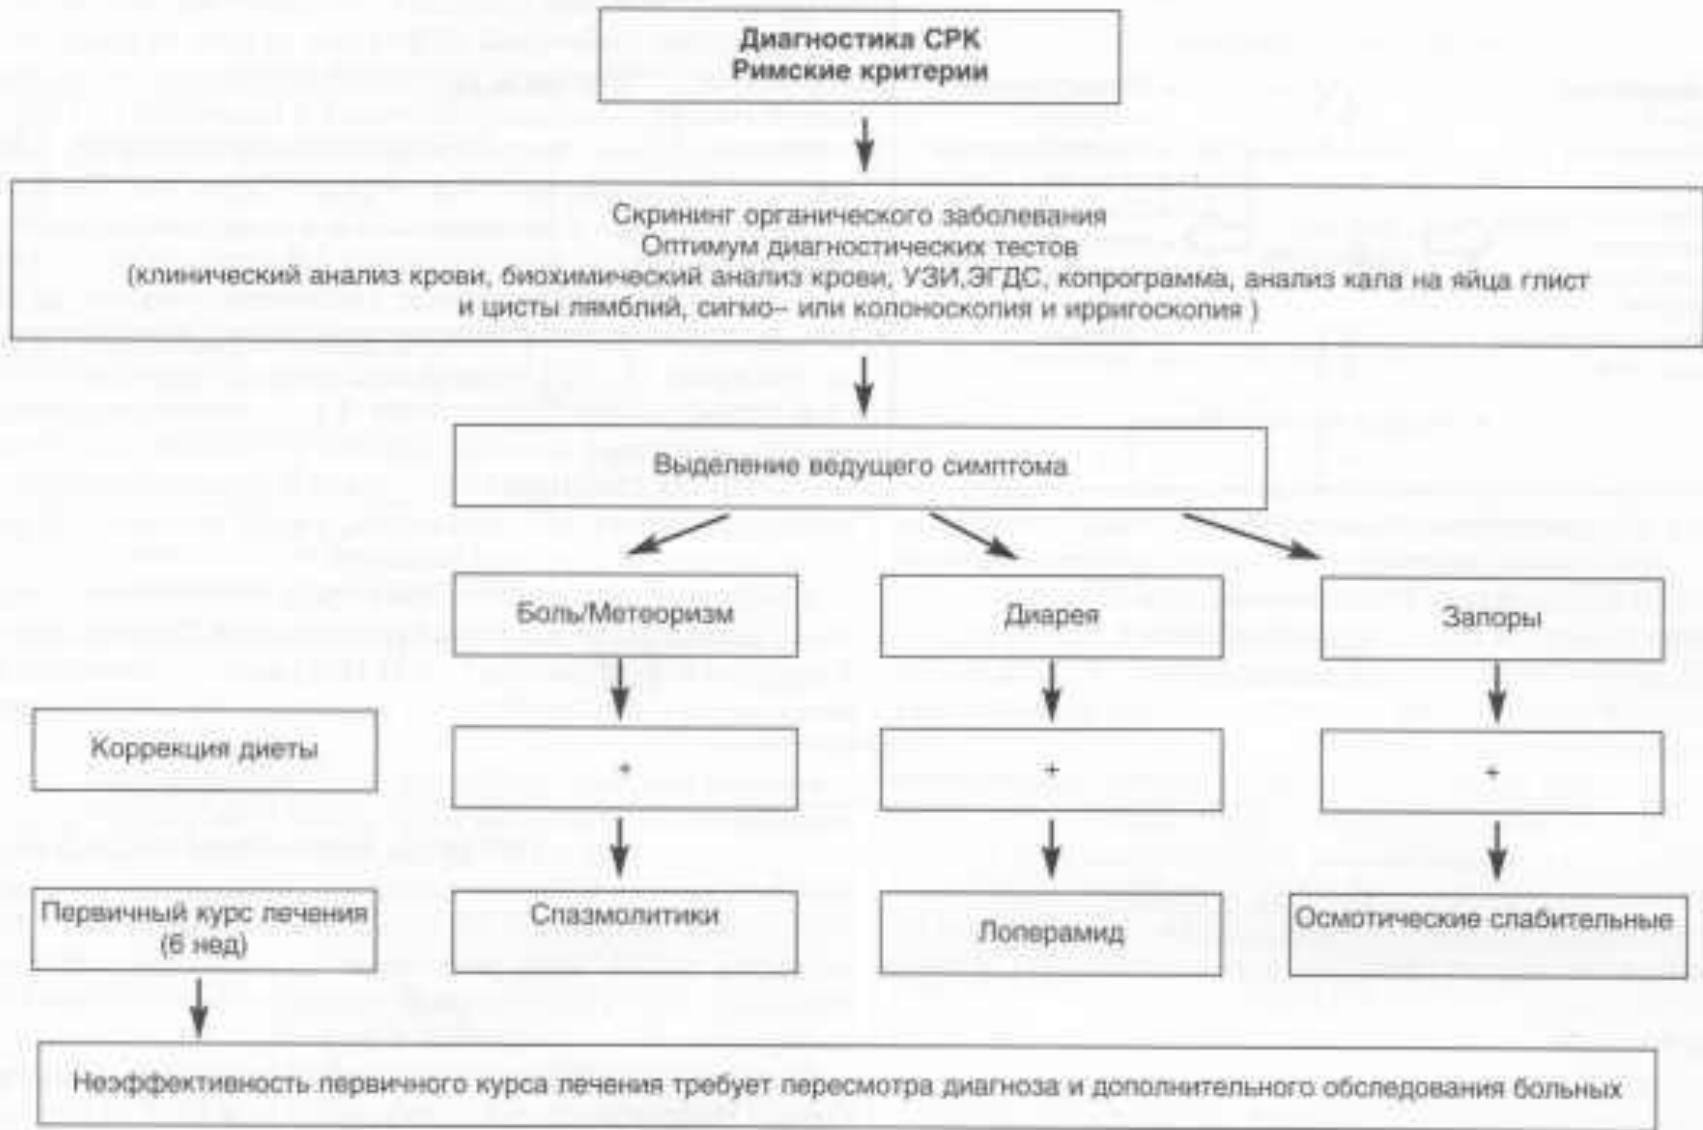 Диагностика СРК
Римские критерии
Скрининг органического заболевания
Оптимум диагностических тестов
(клинический анализ крови, биохимический анализ крови, УЗИ,ЭГДС, копрограмма, анализ кала на яйца глист
и цисты лямблий, сигмо– или колоноскопия и ирригоскопия )
Выделение ведущего симптома
Боль/Метеоризм
Диарея
Запоры
Коррекция диеты
+
+
+
Первичный курс лечения
(6 нед)
Спазмолитики
Лоперамид
Осмотические слабительные
Неэффективность первичного курса лечения требует пересмотра диагноза и дополнительного обследования больных